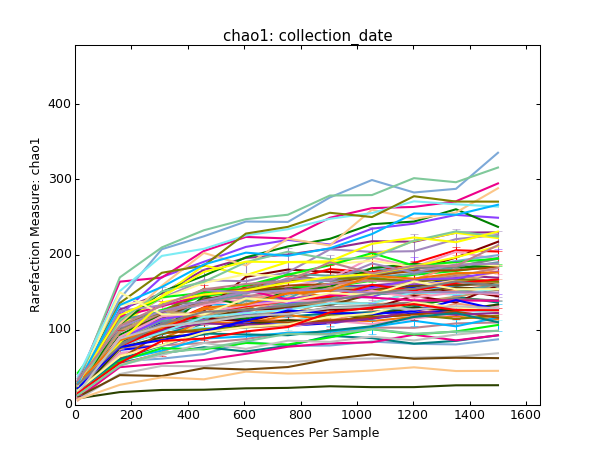 chao1: collection_date
Rarefaction Measure: chao1
400
300
200
100
0
0 200 400 600 800 1000 1200 1400 1600
Sequences Per Sample